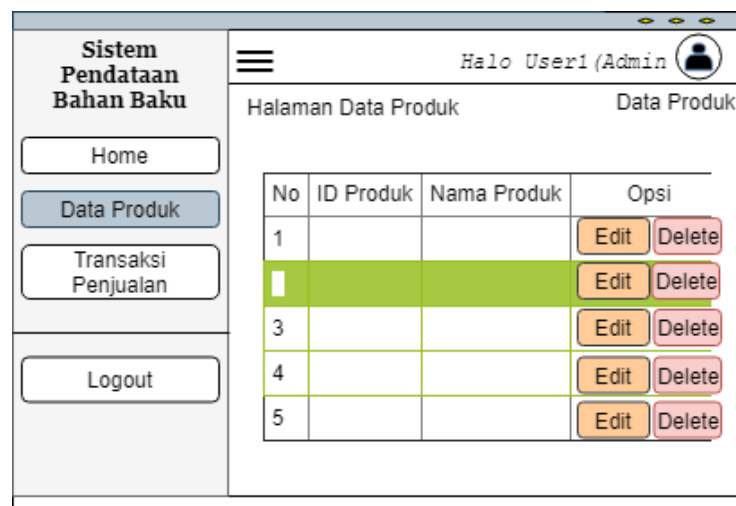 Sistem
Pendataan
Bahan Baku
Home
Data Produk
Transaksi
Penjualan
Logout
Halo User1(Admin
Halaman Data Produk
Data Produk
No ID Produk Nama Produk Opsi
1 Edit Delete
Edit Delete
3 Edit Delete
4 Edit Delete
5 Edit Delete